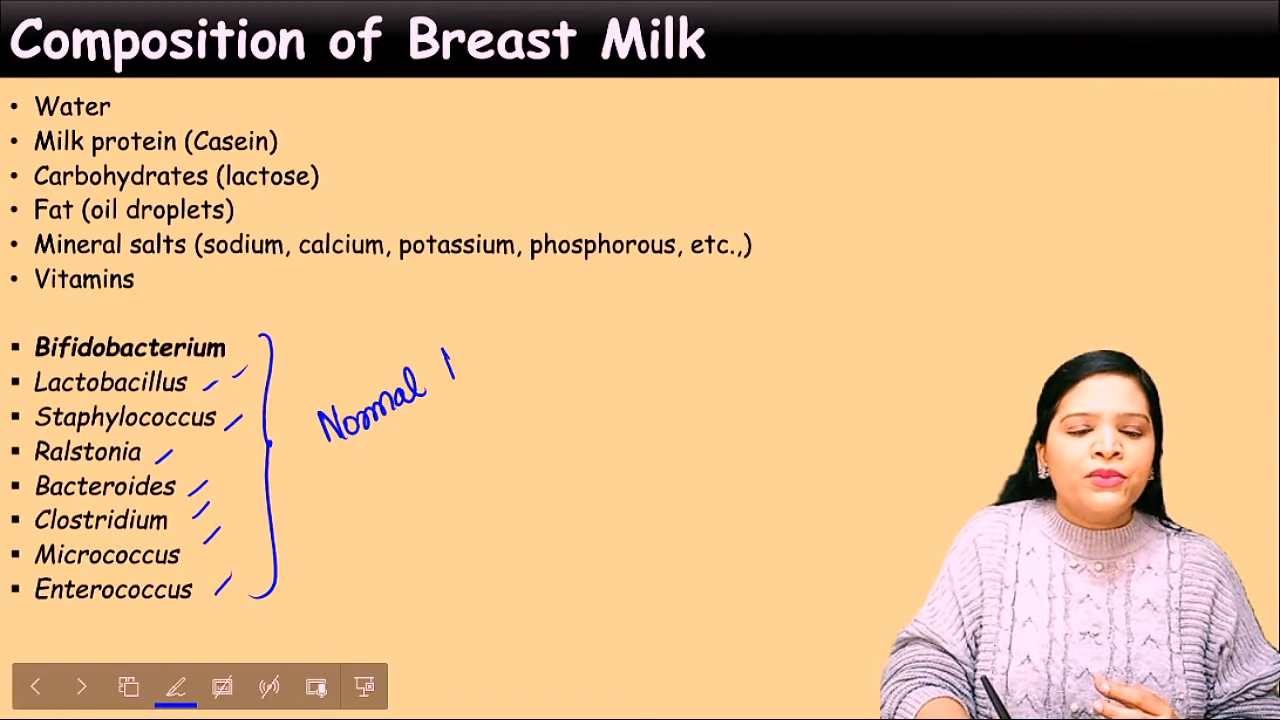 Composition of Breast Milk
• Water
• Milk protein (Casein)
• Carbohydrates (lactose)
• Fat (oil droplets)
• Mineral salts (sodium, calcium, potassium, phosphorous, etc.,)
• Vitamins
▪ Bifidobacterium
▪ Lactobacillus
▪ Staphylococcus
▪ Ralstonia
▪ Bacteroides
▪ Clostridium
▪ Micrococcus
▪ Enterococcus
Normal